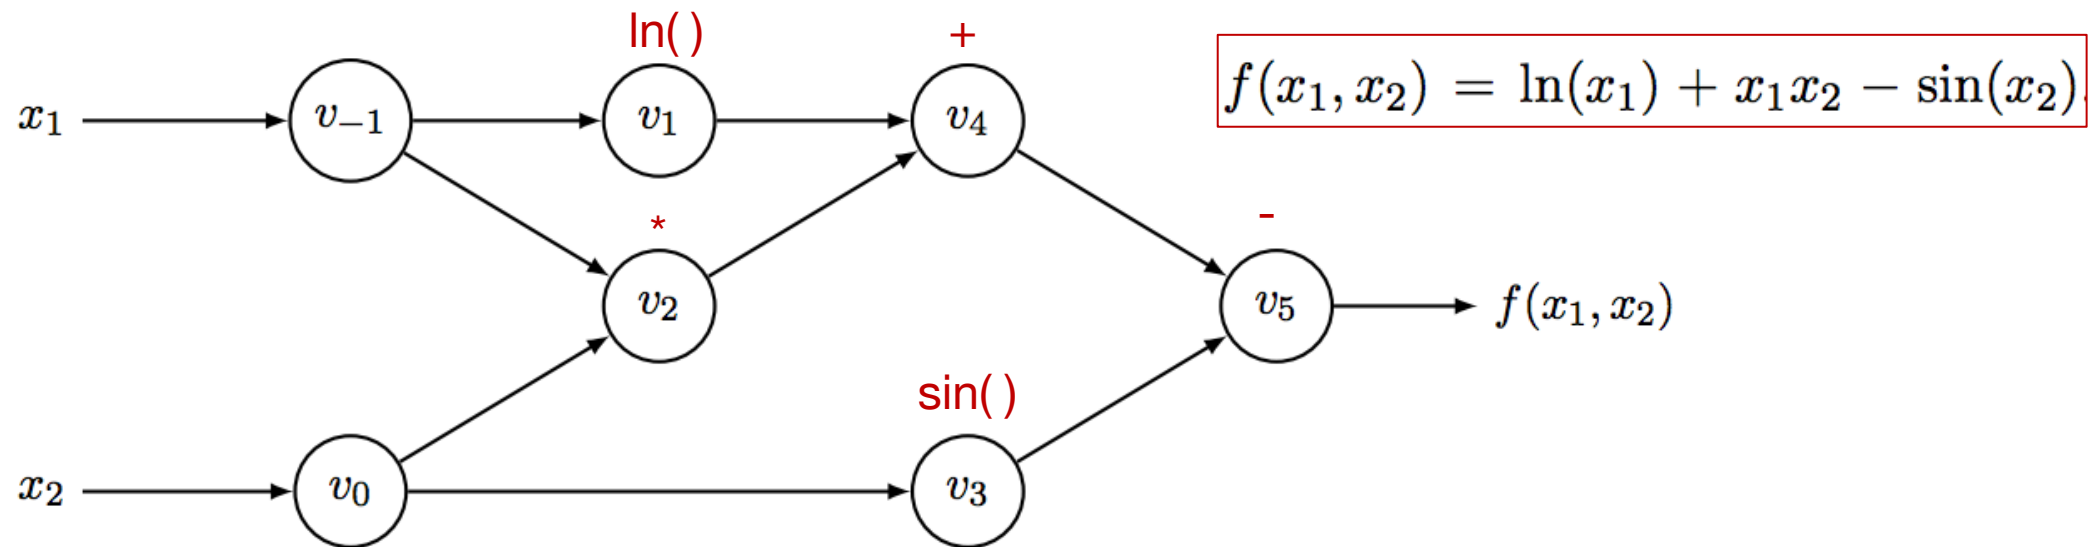 ln( )
+
f(x₁, x₂) = ln(x₁) + x₁x₂ − sin(x₂)
x₁
v₋₁
v₁
v₄
*
-
v₂
v₅
f(x₁, x₂)
sin( )
x₂
v₀
v₃